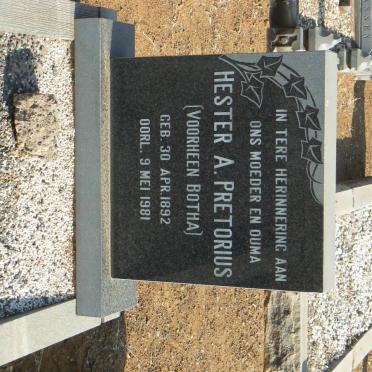 IN TERE HERINNERING AAN
ONS MOEDER EN OUMA
HESTER A. PRETORIUS
(VOORHEEN BOTHA)
GEB. 30 APR. 1892
OORL. 9 MEI 1981